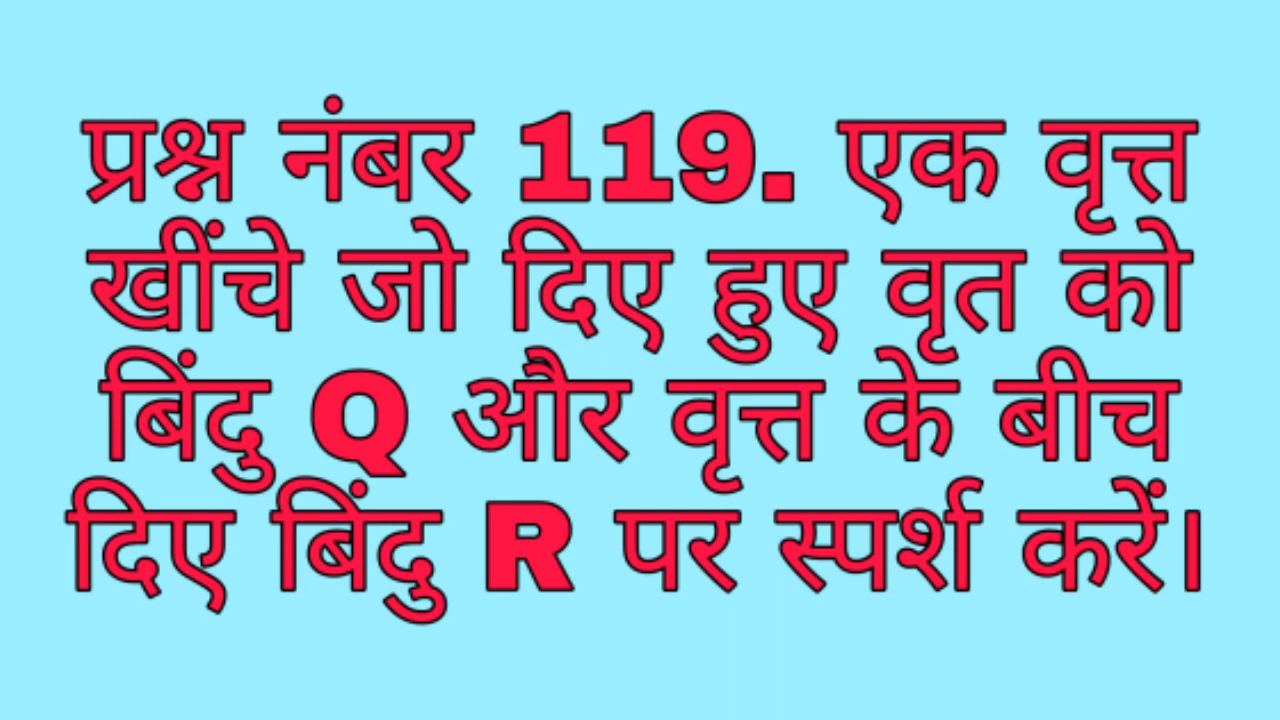 प्रश्न नंबर 119. एक वृत्त
खींचे जो दिए हुए वृत को
बिंदु Q और वृत्त के बीच
दिए बिंदु R पर स्पर्श करें।